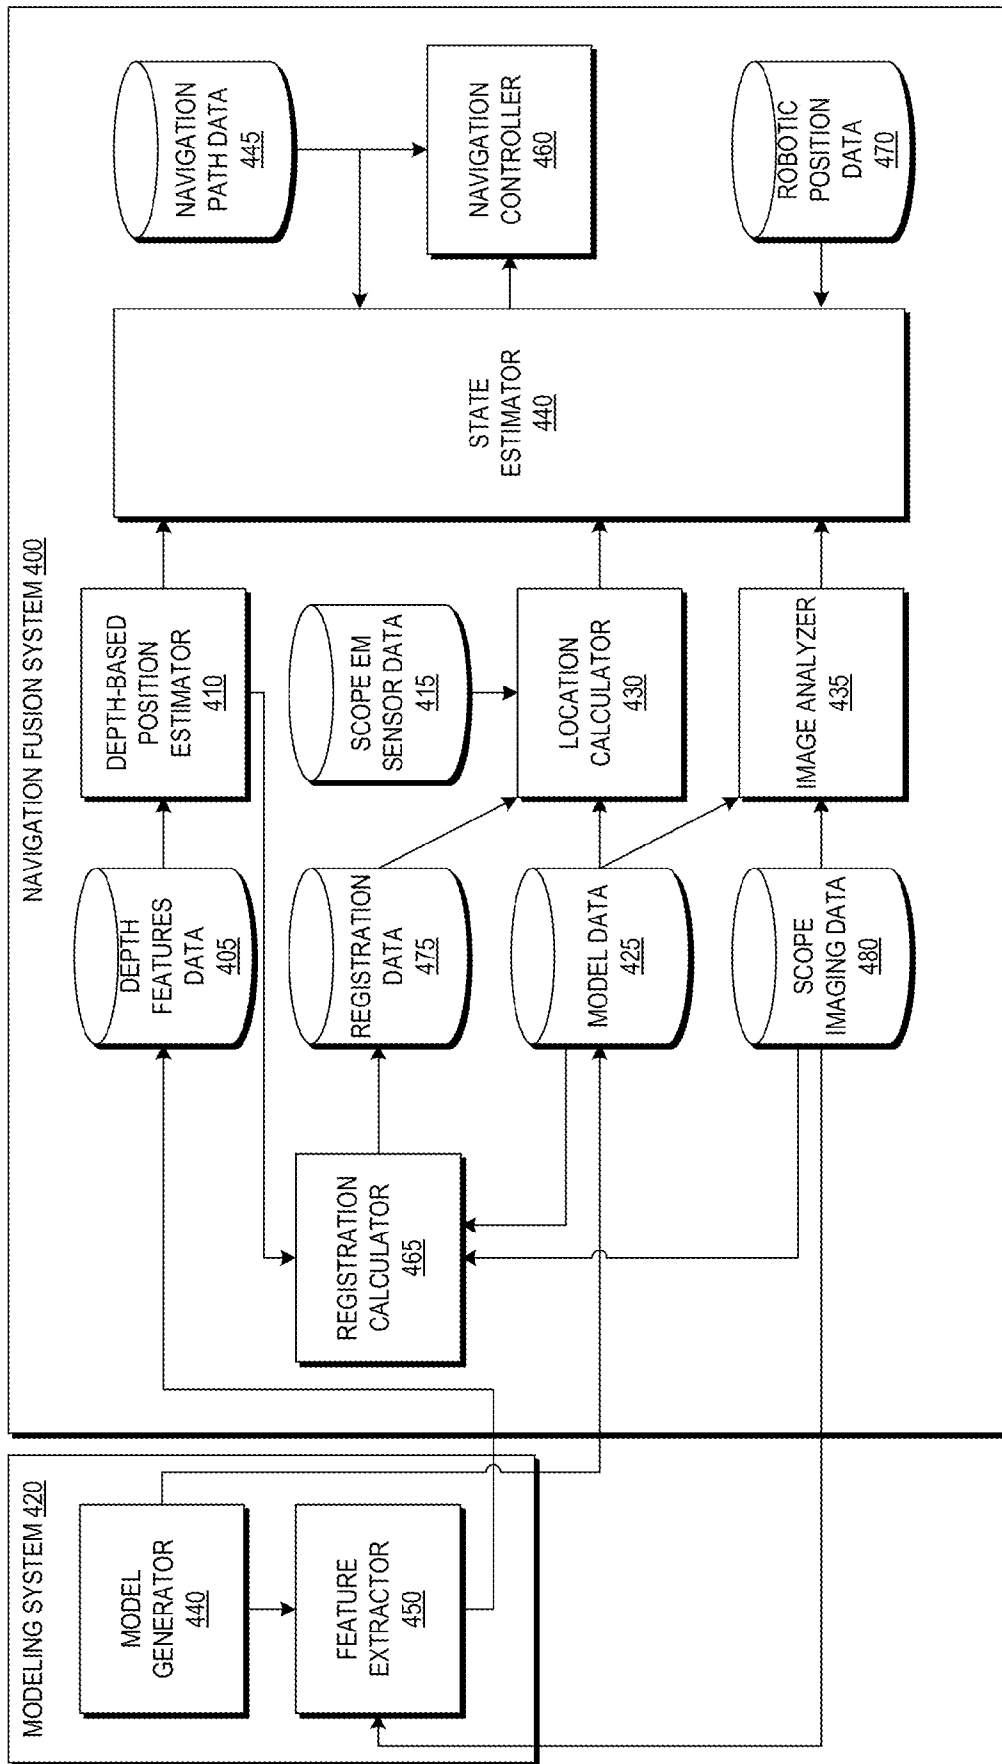 MODELING SYSTEM 420
MODEL
GENERATOR
440
FEATURE
EXTRACTOR
450
NAVIGATION FUSION SYSTEM 400
DEPTH
FEATURES
DATA
405
DEPTH-BASED
POSITION
ESTIMATOR
410
NAVIGATION
PATH DATA
445
REGISTRATION
CALCULATOR
465
REGISTRATION
DATA
475
SCOPE EM
SENSOR DATA
415
STATE
ESTIMATOR
440
NAVIGATION
CONTROLLER
460
MODEL DATA
425
LOCATION
CALCULATOR
430
SCOPE
IMAGING DATA
480
IMAGE ANALYZER
435
ROBOTIC
POSITION
DATA
470